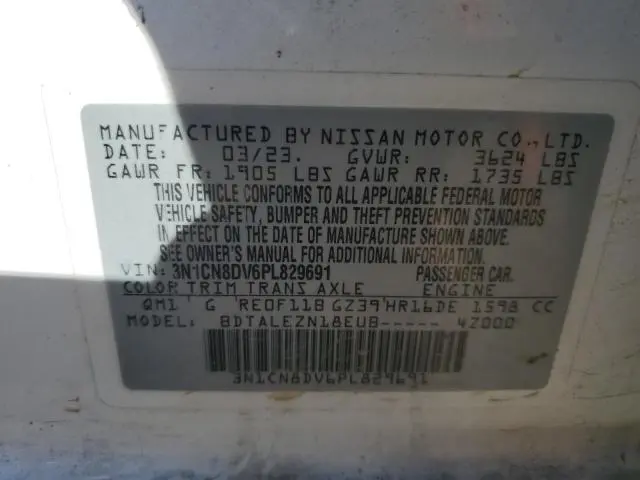 MANUFACTURED BY NISSAN MOTOR CO., LTD.
DATE: 03/23. GVWR: 3624 LBS
GAWR FR: 1905 LBS GAWR RR: 1735 LBS
THIS VEHICLE CONFORMS TO ALL APPLICABLE FEDERAL MOTOR
VEHICLE SAFETY, BUMPER AND THEFT PREVENTION STANDARDS
IN EFFECT ON THE DATE OF MANUFACTURE SHOWN ABOVE.
SEE OWNER'S MANUAL FOR ADDITIONAL INFORMATION.
VIN: 3N1CN8DV6PL829691 PASSENGER CAR.
COLOR TRIM TRANS AXLE ENGINE
QM1 G RE0F11B GZ39 HR16DE 1598 CC
MODEL: BDTALEZN18EUB----- 4Z000
3N1CN8DV6PL829691